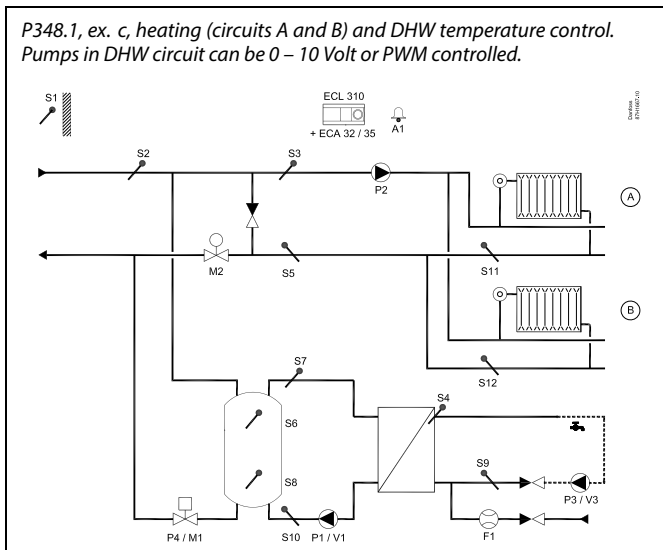 P348.1, ex. c, heating (circuits A and B) and DHW temperature control.
Pumps in DHW circuit can be 0 – 10 Volt or PWM controlled.
S1
ECL 310
+ ECA 32 / 35
A1
Danfoss
S2
S3
P2
A
M2
S5
S11
B
S7
S12
S6
S4
S8
S9
P4 / M1
S10
P1 / V1
F1
P3 / V3